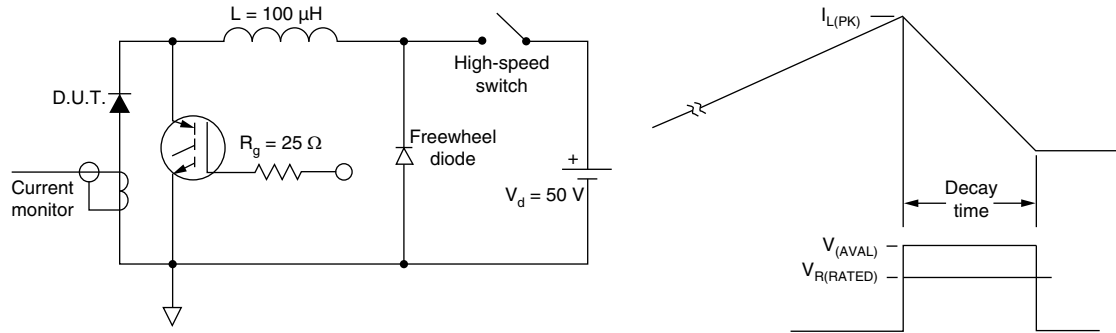 L = 100 µH
D.U.T.
High-speed
switch
R_g = 25 Ω
Freewheel
diode
+
V_d = 50 V
Current
monitor
I_L(PK)
Decay
time
V_(AVAL)
V_R(RATED)